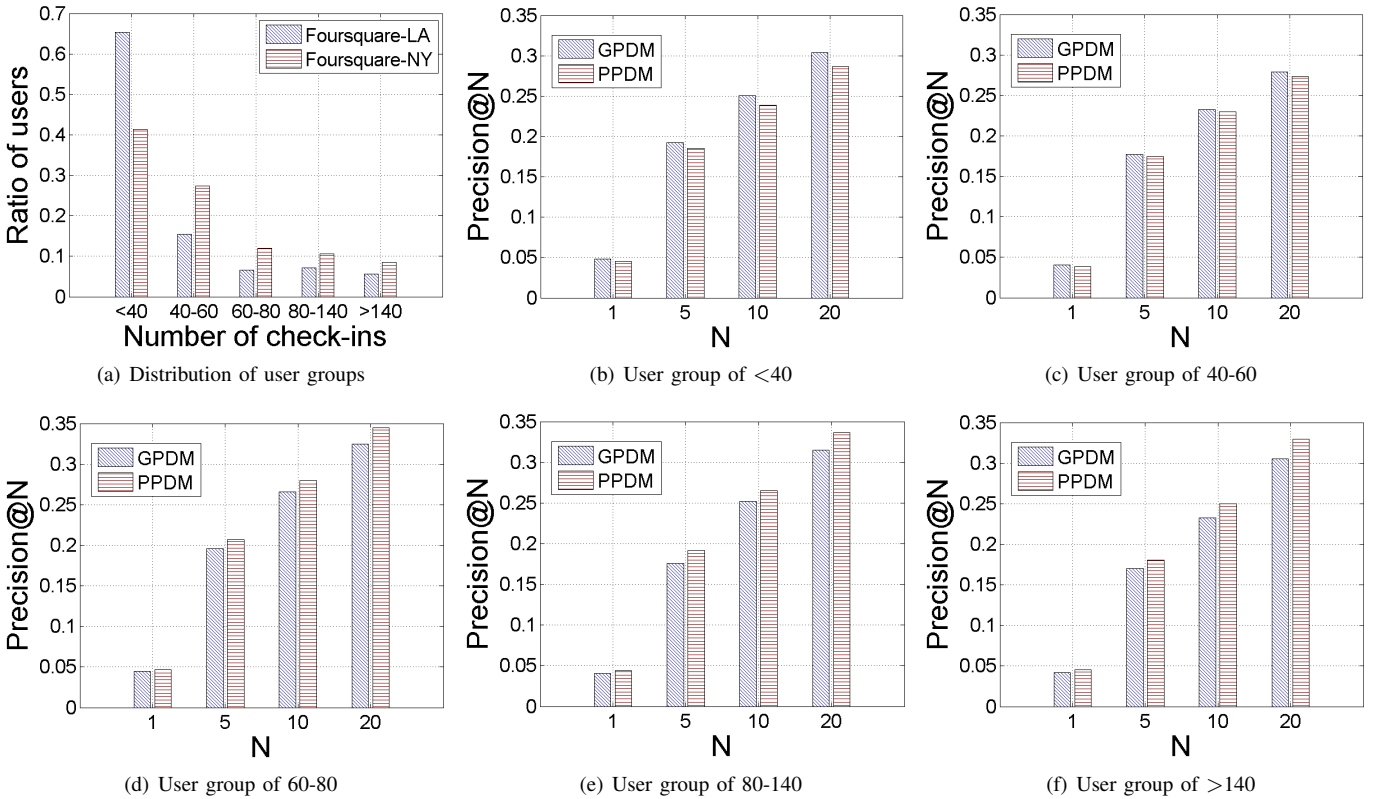 0.7
0.6
0.5
0.4
0.3
0.2
0.1
0
Ratio of users
Foursquare-LA
Foursquare-NY
<40 40-60 60-80 80-140 >140
Number of check-ins
(a) Distribution of user groups
0.35
0.3
0.25
0.2
0.15
0.1
0.05
0
Precision@N
GPDM
PPDM
1 5 10 20
N
(b) User group of <40
0.35
0.3
0.25
0.2
0.15
0.1
0.05
0
Precision@N
GPDM
PPDM
1 5 10 20
N
(c) User group of 40-60
0.35
0.3
0.25
0.2
0.15
0.1
0.05
0
Precision@N
GPDM
PPDM
1 5 10 20
N
(d) User group of 60-80
0.35
0.3
0.25
0.2
0.15
0.1
0.05
0
Precision@N
GPDM
PPDM
1 5 10 20
N
(e) User group of 80-140
0.35
0.3
0.25
0.2
0.15
0.1
0.05
0
Precision@N
GPDM
PPDM
1 5 10 20
N
(f) User group of >140